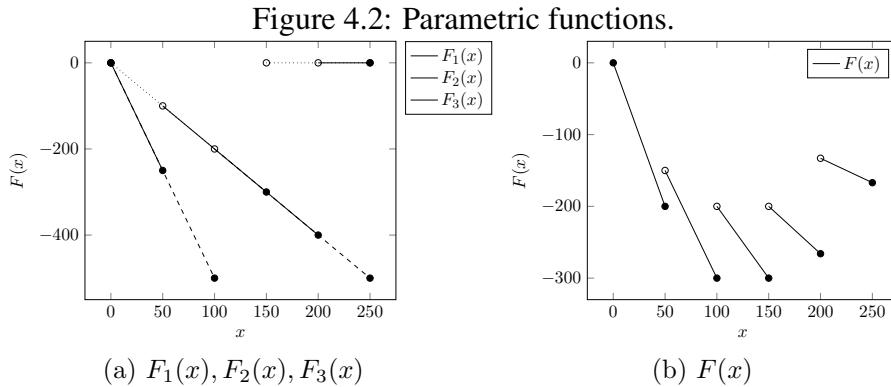 Figure 4.2: Parametric functions.
0
−200
−400
F(x)
0 50 100 150 200 250
x
F₁(x)
F₂(x)
F₃(x)
(a) F₁(x), F₂(x), F₃(x)
0
−100
−200
−300
F(x)
0 50 100 150 200 250
x
F(x)
(b) F(x)